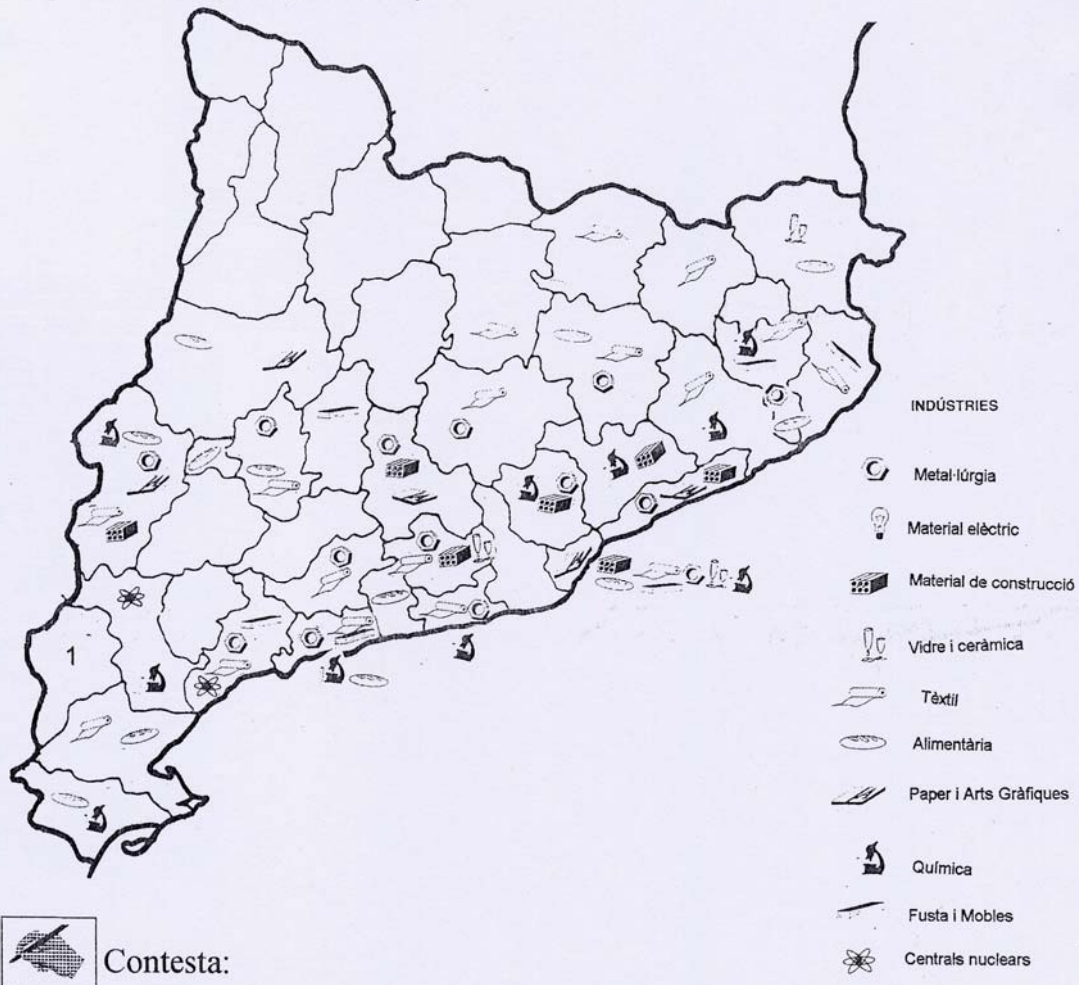 1
INDÚSTRIES
Metal·lúrgia
Material elèctric
Material de construcció
Vidre i ceràmica
Tèxtil
Alimentària
Paper i Arts Gràfiques
Química
Fusta i Mobles
Centrals nuclears
Contesta: